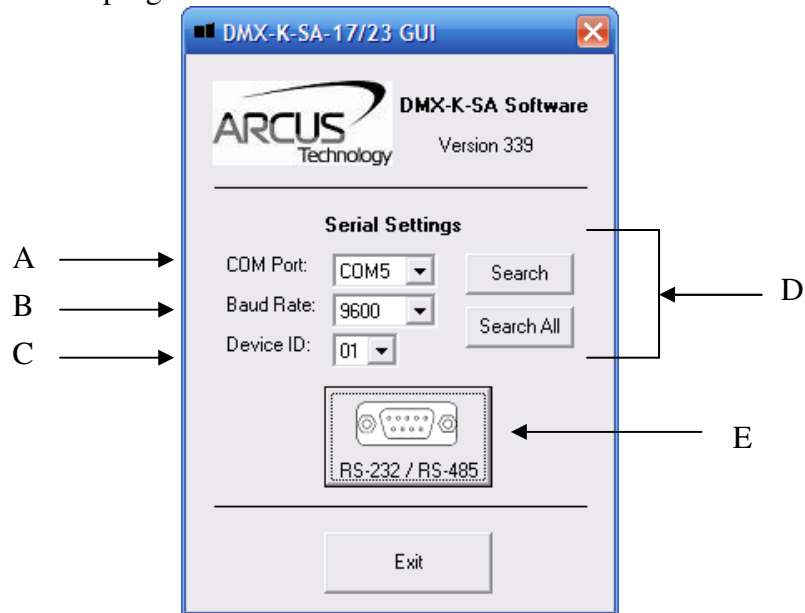 DMX-K-SA-17/23 GUI
ARCUS
Technology
DMX-K-SA Software
Version 339
Serial Settings
A
COM Port: COM5 Search
D
B
Baud Rate: 9600 Search All
C
Device ID: 01
E
RS-232 / RS-485
Exit